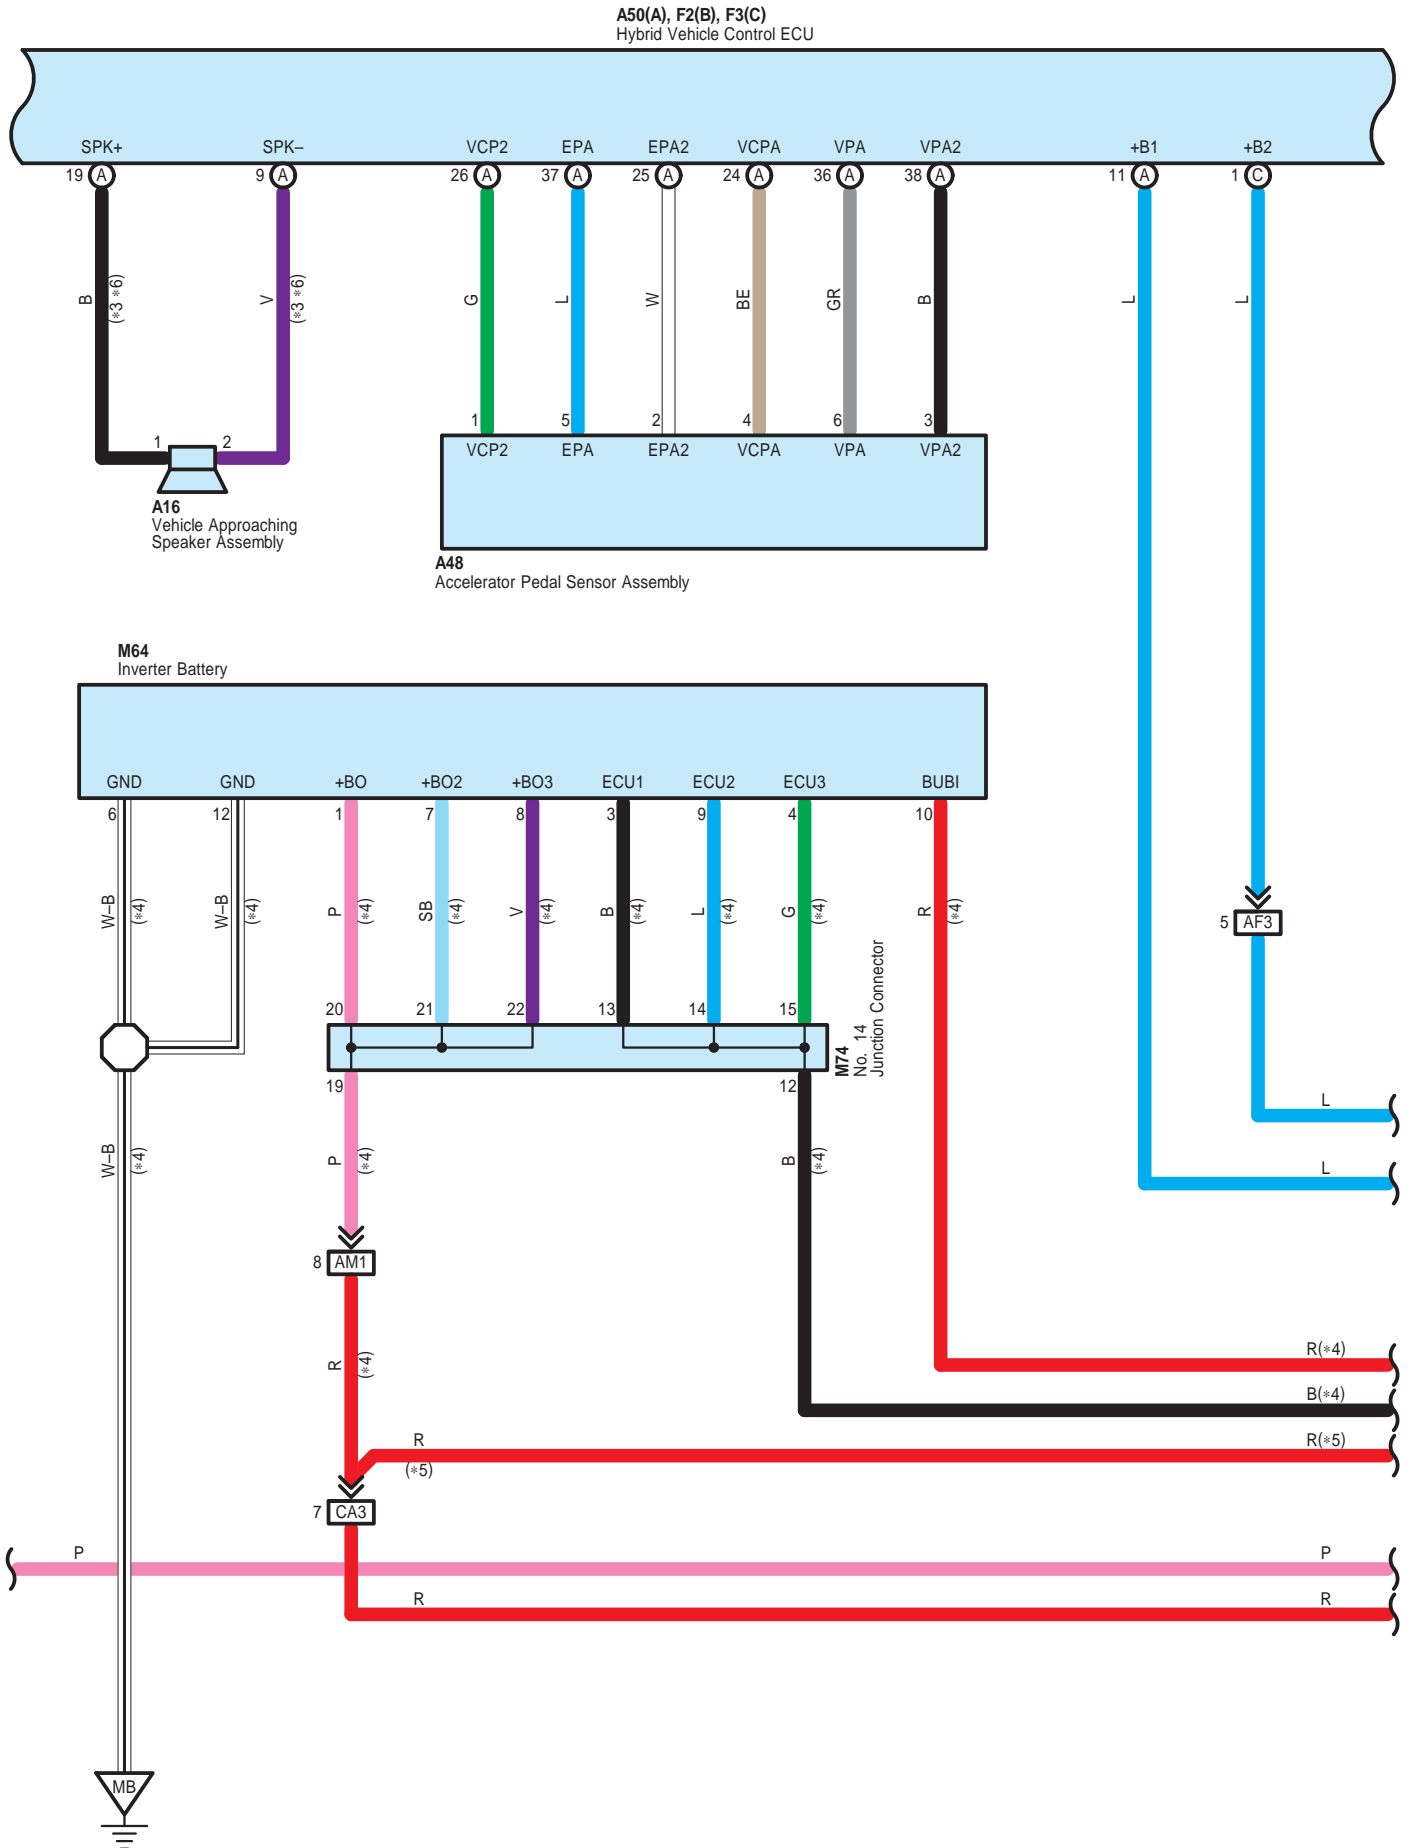 A50(A), F2(B), F3(C)
Hybrid Vehicle Control ECU
SPK+ SPK– VCP2 EPA EPA2 VCPA VPA VPA2 +B1 +B2
19 A 9 A 26 A 37 A 25 A 24 A 36 A 38 A 11 A 1 C
B (*3 *6) V (*3 *6) G L W BE GR B L L
1 2
1 5 2 4 6 3
VCP2 EPA EPA2 VCPA VPA VPA2
A16
Vehicle Approaching
Speaker Assembly
A48
Accelerator Pedal Sensor Assembly
M64
Inverter Battery
GND GND +BO +BO2 +BO3 ECU1 ECU2 ECU3 BUBI
6 12 1 7 8 3 9 4 10
W–B (*4) W–B (*4) P (*4) SB (*4) V (*4) B (*4) L (*4) G (*4) R (*4)
5 AF3
20 21 22 13 14 15
M74
No. 14
Junction Connector
19 12
L
W–B (*4) P (*4) B (*4)
L
8 AM1
R (*4)
R(*4)
B(*4)
R
(*5)
R(*5)
7 CA3
P P
R R
MB